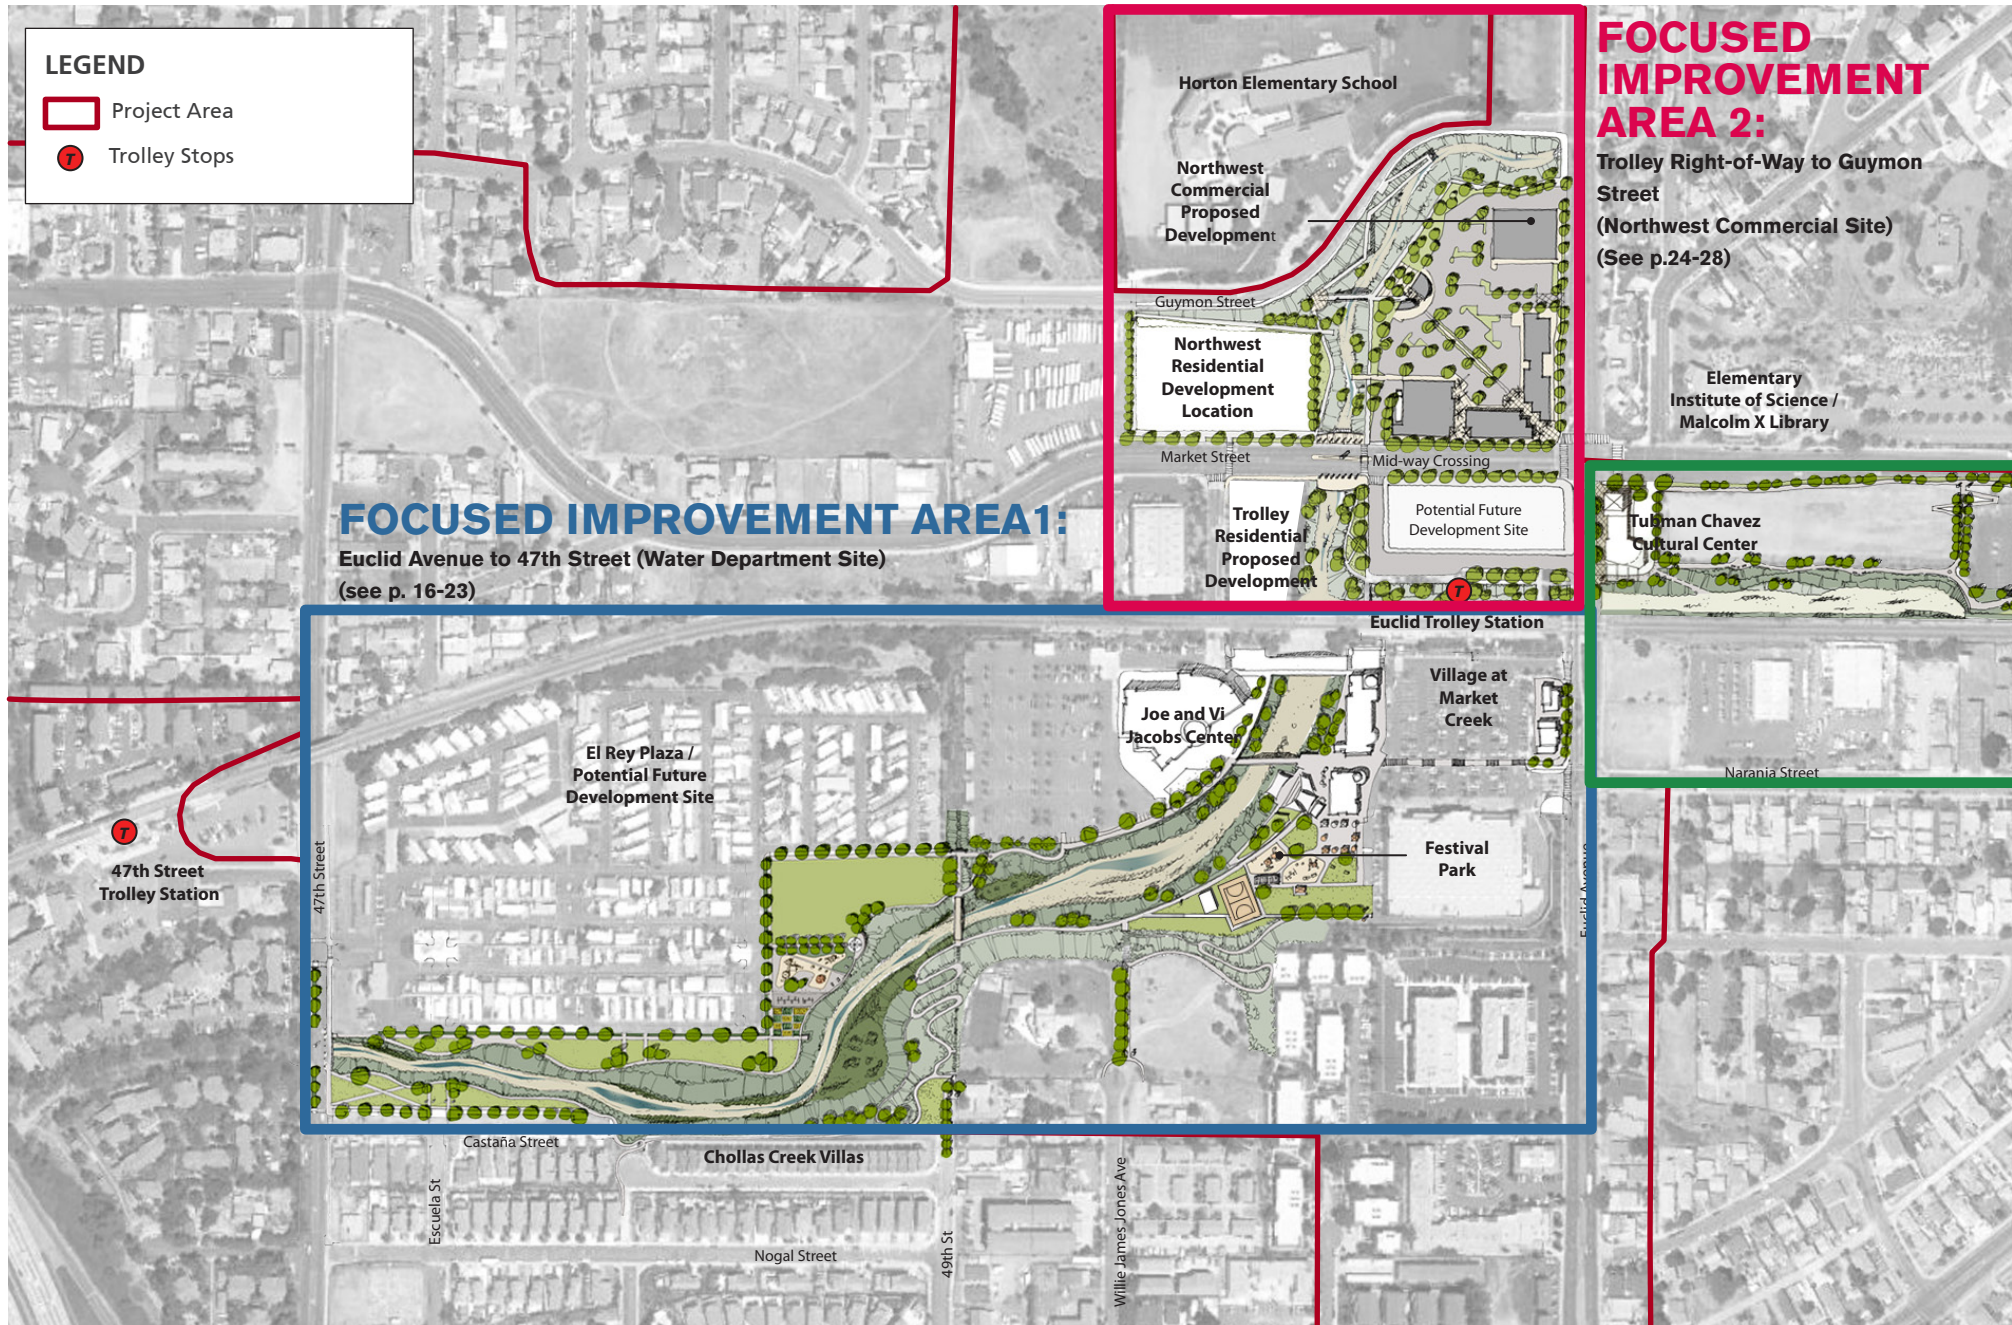 LEGEND
Project Area
T
Trolley Stops
FOCUSED
IMPROVEMENT
AREA 2:
Trolley Right-of-Way to Guymon
Street
(Northwest Commercial Site)
(See p.24-28)
Horton Elementary School
Northwest
Commercial
Proposed
Development
Guymon Street
Northwest
Residential
Development
Location
Elementary
Institute of Science /
Malcolm X Library
Market Street
Mid-way Crossing
Trolley
Residential
Proposed
Development
Potential Future
Development Site
Tubman Chavez
Cultural Center
T
Euclid Trolley Station
FOCUSED IMPROVEMENT AREA1:
Euclid Avenue to 47th Street (Water Department Site)
(see p. 16-23)
Village at
Market
Creek
Joe and Vi
Jacobs Center
El Rey Plaza /
Potential Future
Development Site
Naranja Street
T
47th Street
Trolley Station
47th Street
Festival
Park
Euclid Avenue
Castaña Street
Chollas Creek Villas
Escuela St
Nogal Street
49th St
Willie James Jones Ave